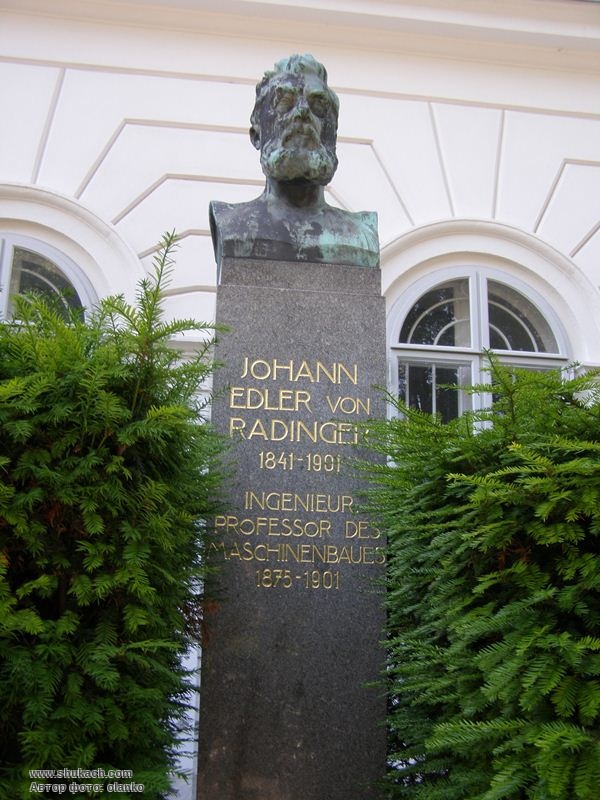 JOHANN
EDLER VON
RADINGER
1841-1901
INGENIEUR,
PROFESSOR DES
MASCHINENBAUES
1875-1901
www.shukach.com
Автор фото: olanko